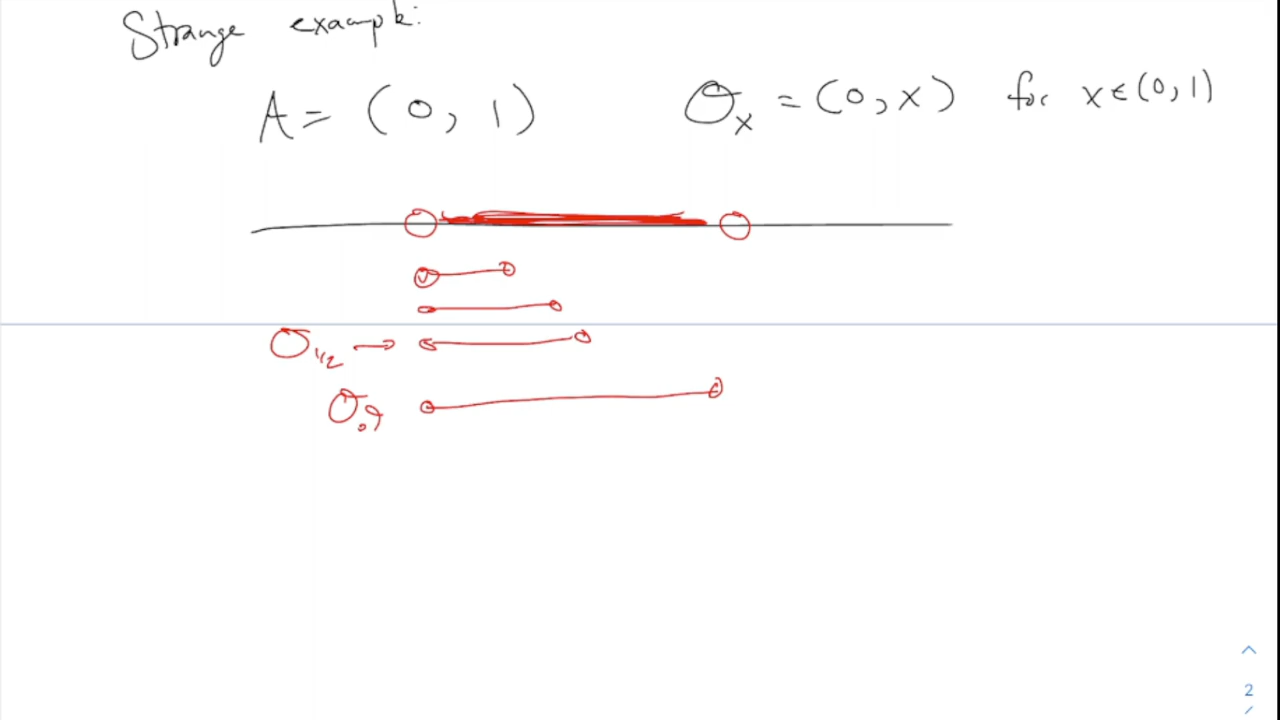 Strange example:
A = (0, 1)
O_x = (0, x) for x ∈ (0, 1)
O_1/2 →
O_.9
2